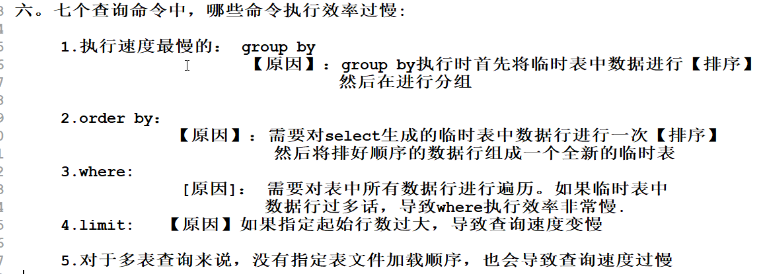 六。七个查询命令中，哪些命令执行效率过慢:
1.执行速度最慢的： group by
【原因】：group by执行时首先将临时表中数据进行【排序】
然后在进行分组
2.order by:
【原因】：需要对select生成的临时表中数据行进行一次【排序】
然后将排好顺序的数据行组成一个全新的临时表
3.where:
[原因]： 需要对表中所有数据行进行遍历。如果临时表中
数据行过多话，导致where执行效率非常慢.
4.limit: 【原因】如果指定起始行数过大，导致查询速度变慢
5.对于多表查询来说，没有指定表文件加载顺序，也会导致查询速度过慢